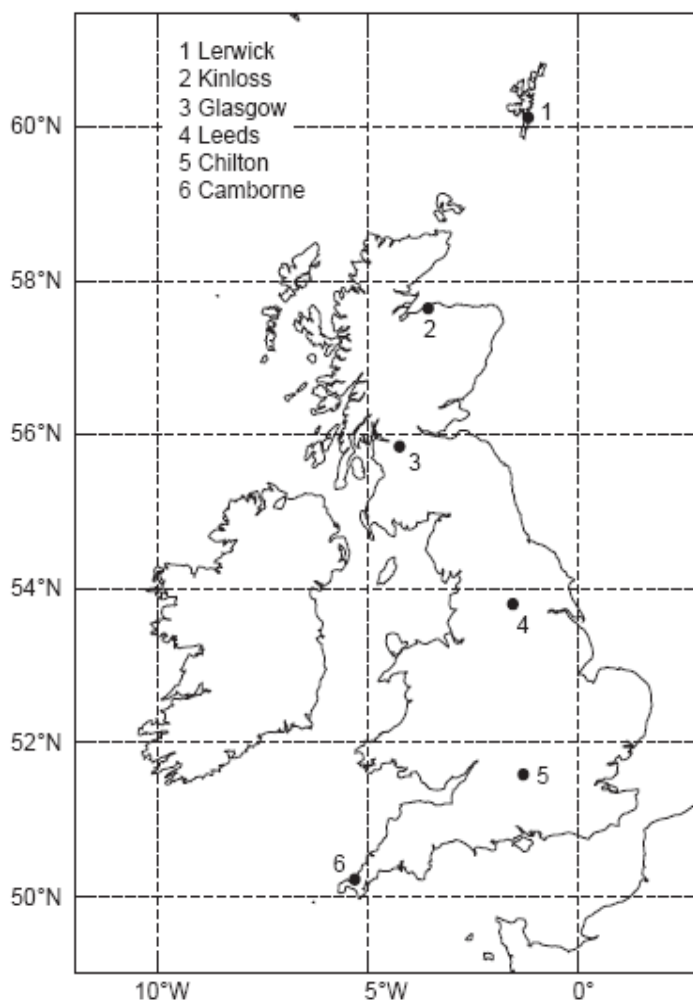 1 Lerwick
2 Kinloss
3 Glasgow
4 Leeds
5 Chilton
6 Camborne
60°N
1
58°N
2
56°N
3
54°N
4
52°N
5
6
50°N
10°W 5°W 0°